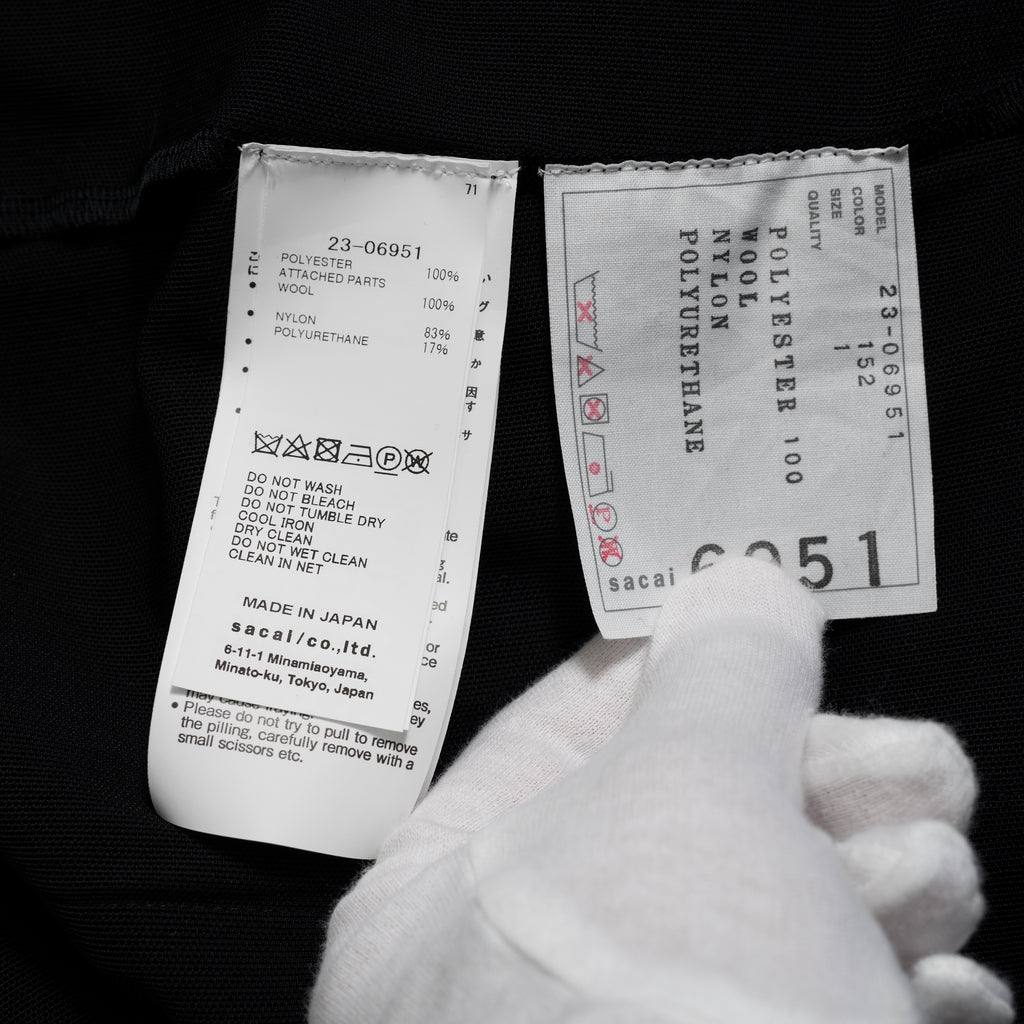 71
23-06951
POLYESTER 100%
ATTACHED PARTS
WOOL 100%
NYLON 83%
POLYURETHANE 17%
DO NOT WASH
DO NOT BLEACH
DO NOT TUMBLE DRY
COOL IRON
DRY CLEAN
DO NOT WET CLEAN
CLEAN IN NET
MADE IN JAPAN
sacai/co.,ltd.
6-11-1 Minamiaoyama,
Minato-ku, Tokyo, Japan
may cause fraying.
• Please do not try to pull to remove
the pilling, carefully remove with a
small scissors etc.
MODEL 23-06951
COLOR 152
SIZE 1
QUALITY
POLYESTER 100
WOOL
NYLON
POLYURETHANE
sacai 6951